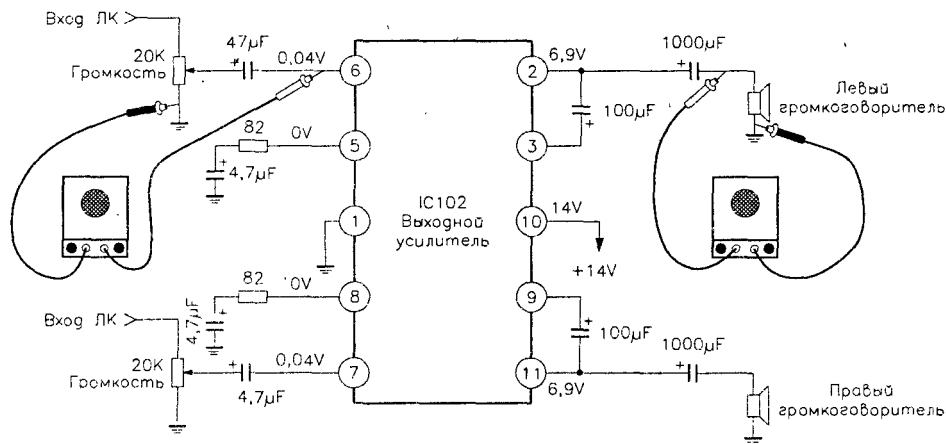 Вход ЛК
20K
Громкость
47µF
0,04V
6
82
0V
5
4,7µF
1
IC102
Выходной
усилитель
82
0V
8
4,7µF
Вход ЛК
20K
Громкость
4,7µF
0,04V
7
2
6,9V
1000µF
100µF
3
Левый
громкоговоритель
10
14V
+14V
9
100µF
1000µF
11
6,9V
Правый
громкоговоритель